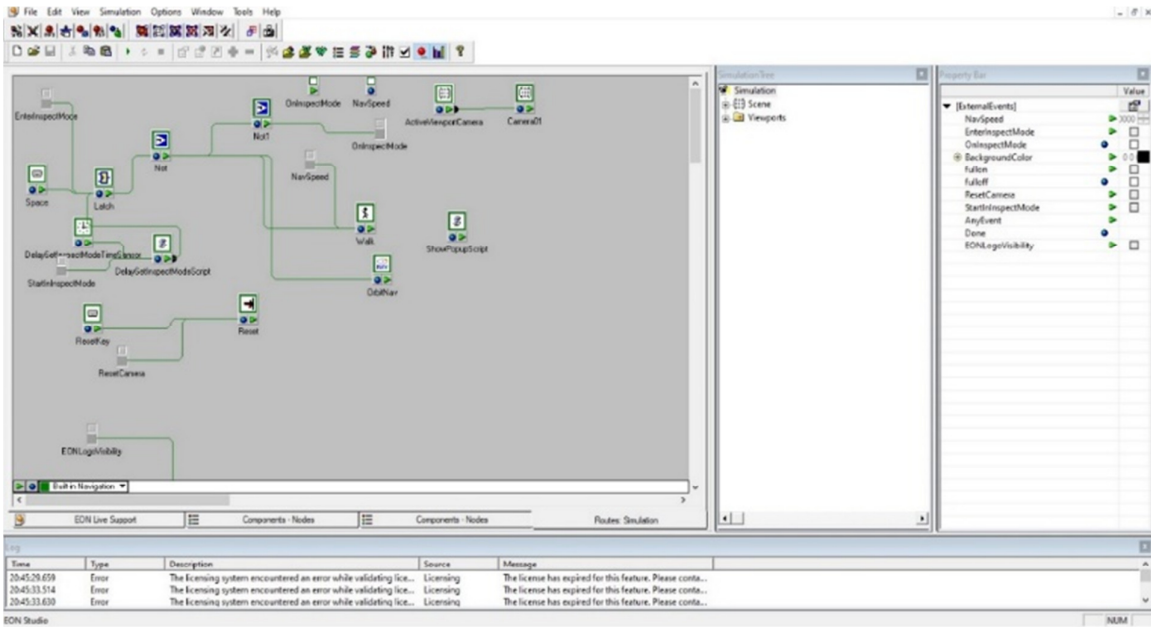 File Edit View Simulation Options Window Tools Help
EnterInspectMode
OnInspectMode NavSpeed
ActiveViewportCamera Camera01
Not1
OnInspectMode
Not
NavSpeed
Space
Latch
Walk
DelayGetInspectModeTimeSensor
ShowPopupScript
DelayGetInspectModeScript
StartInInspectMode
OrbitNav
Reset
ResetKey
ResetCamera
EONLogoVisibility
Built in Navigation
EON Live Support Components - Nodes Components - Nodes Routes: Simulation
SimulationTree
Simulation
Scene
Viewports
Property Bar
Value
[ExternalEvents]
NavSpeed
EnterInspectMode
OnInspectMode
BackgroundColor
fullon
fulloff
ResetCamera
StartInInspectMode
AnyEvent
Done
EONLogoVisibility
Log
Time Type Description Source Message
20:45:29.659 Error The licensing system encountered an error while validating lice... Licensing The license has expired for this feature. Please conta...
20:45:33.514 Error The licensing system encountered an error while validating lice... Licensing The license has expired for this feature. Please conta...
20:45:33.630 Error The licensing system encountered an error while validating lice... Licensing The license has expired for this feature. Please conta...
EON Studio NUM